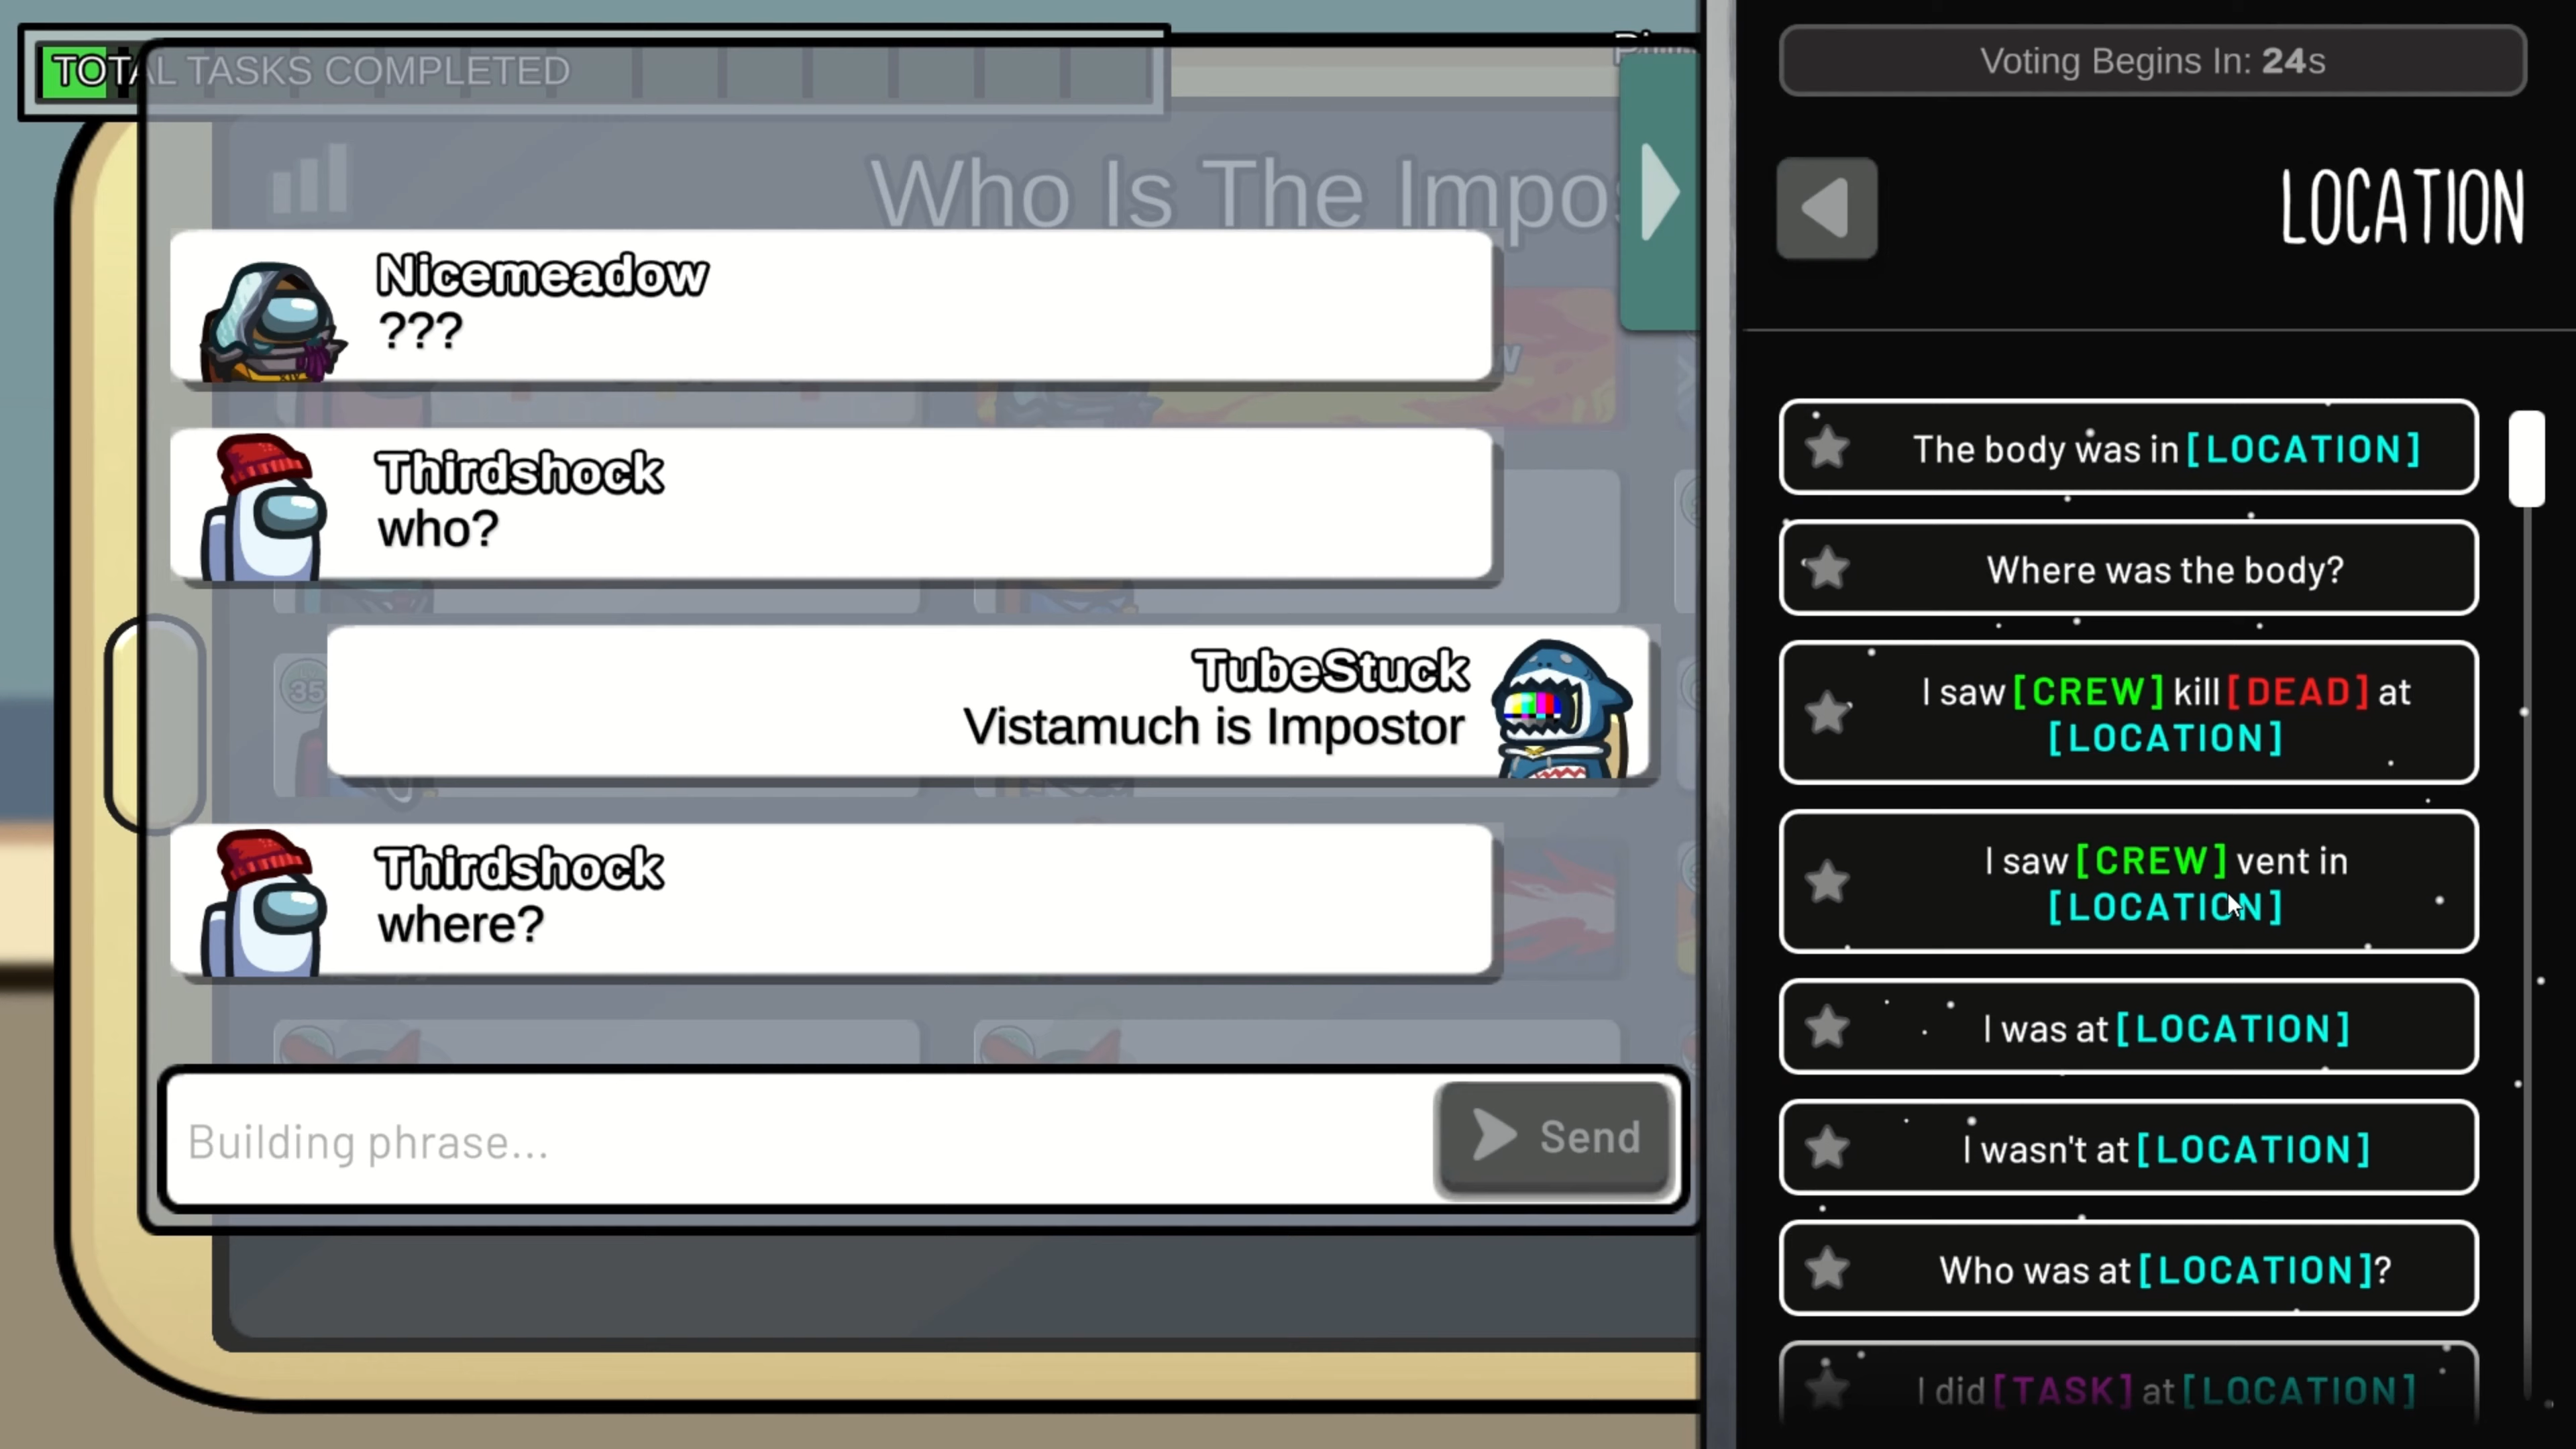 TOTAL TASKS COMPLETED
Who Is The Impos
Nicemeadow
???
Thirdshock
who?
35
TubeStuck
Vistamuch is Impostor
Thirdshock
where?
Building phrase...
Send
Voting Begins In: 24s
LOCATION
The body was in [LOCATION]
Where was the body?
I saw [CREW] kill [DEAD] at
[LOCATION]
I saw [CREW] vent in
[LOCATION]
I was at [LOCATION]
I wasn't at [LOCATION]
Who was at [LOCATION]?
I did [TASK] at [LOCATION]